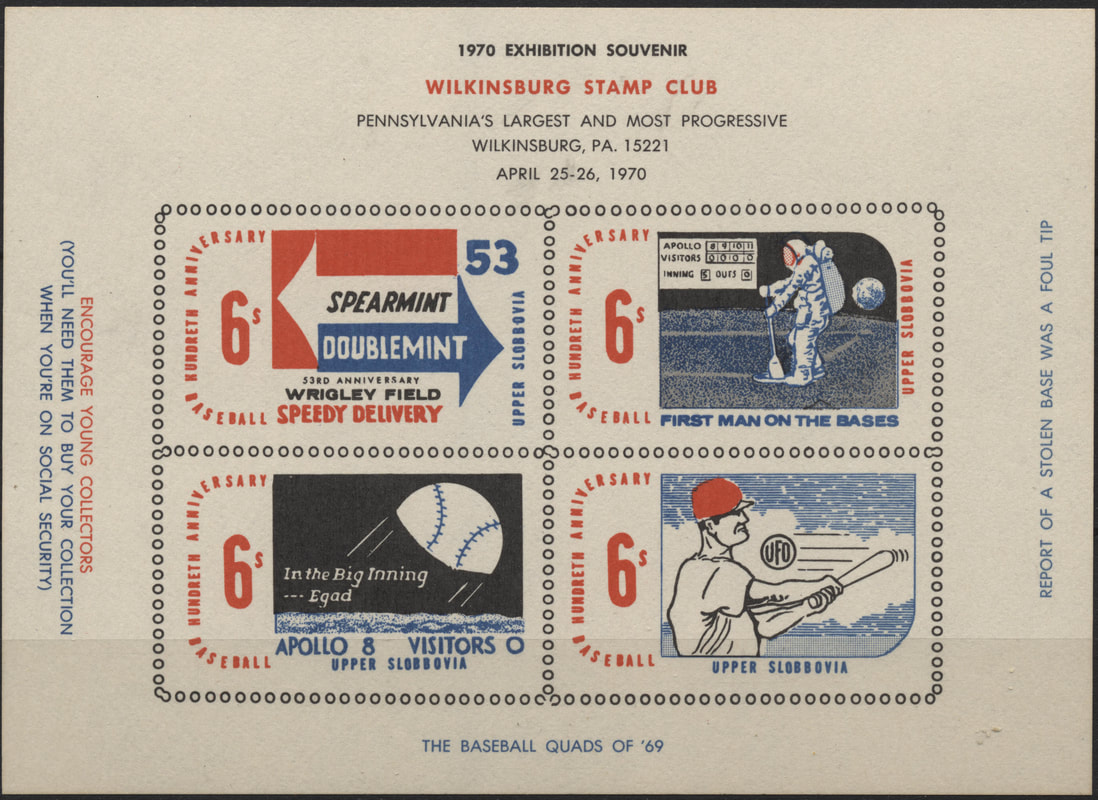 1970 EXHIBITION SOUVENIR
WILKINSBURG STAMP CLUB
PENNSYLVANIA'S LARGEST AND MOST PROGRESSIVE
WILKINSBURG, PA. 15221
APRIL 25-26, 1970
ENCOURAGE YOUNG COLLECTORS
(YOU'LL NEED THEM TO BUY YOUR COLLECTION
WHEN YOU'RE ON SOCIAL SECURITY)
BASEBALL HUNDRETH ANNIVERSARY
6s
53
SPEARMINT
DOUBLEMINT
53RD ANNIVERSARY
WRIGLEY FIELD
SPEEDY DELIVERY
UPPER SLOBBOVIA
BASEBALL HUNDRETH ANNIVERSARY
6s
APOLLO 8 9 10 11
VISITORS 0 0 0 0
INNING 5 OUTS 0
UPPER SLOBBOVIA
FIRST MAN ON THE BASES
BASEBALL HUNDRETH ANNIVERSARY
6s
In the Big Inning
--- Egad
APOLLO 8 VISITORS 0
UPPER SLOBBOVIA
BASEBALL HUNDRETH ANNIVERSARY
6s
UFO
UPPER SLOBBOVIA
REPORT OF A STOLEN BASE WAS A FOUL TIP
THE BASEBALL QUADS OF '69